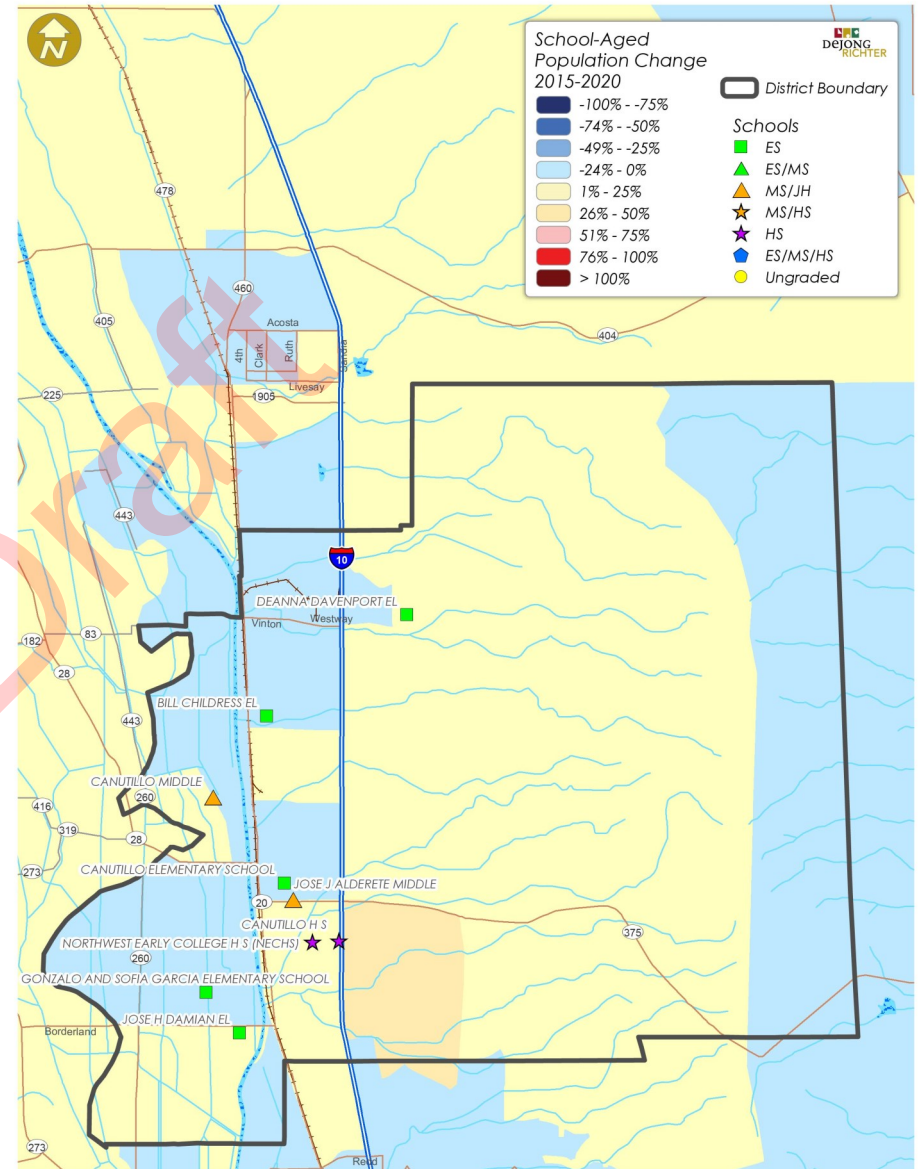 N
School-Aged
Population Change
2015-2020
-100% - -75%
-74% - -50%
-49% - -25%
-24% - 0%
1% - 25%
26% - 50%
51% - 75%
76% - 100%
> 100%
DEJONG
RICHTER
District Boundary
Schools
ES
ES/MS
MS/JH
MS/HS
HS
ES/MS/HS
Ungraded
478
460
405
Acosta
404
4th
Clark
Ruth
Livesay
225
1905
443
Draft
10
DEANNA DAVENPORT EL
Vinton
Westway
182
83
28
BILL CHILDRESS EL
443
CANUTILLO MIDDLE
260
416
319
28
273
CANUTILLO ELEMENTARY SCHOOL
JOSE J ALDERETE MIDDLE
20
CANUTILLO H S
375
NORTHWEST EARLY COLLEGE H S (NECHS)
260
GONZALO AND SOFIA GARCIA ELEMENTARY SCHOOL
JOSE H DAMIAN EL
Borderland
273
Redd